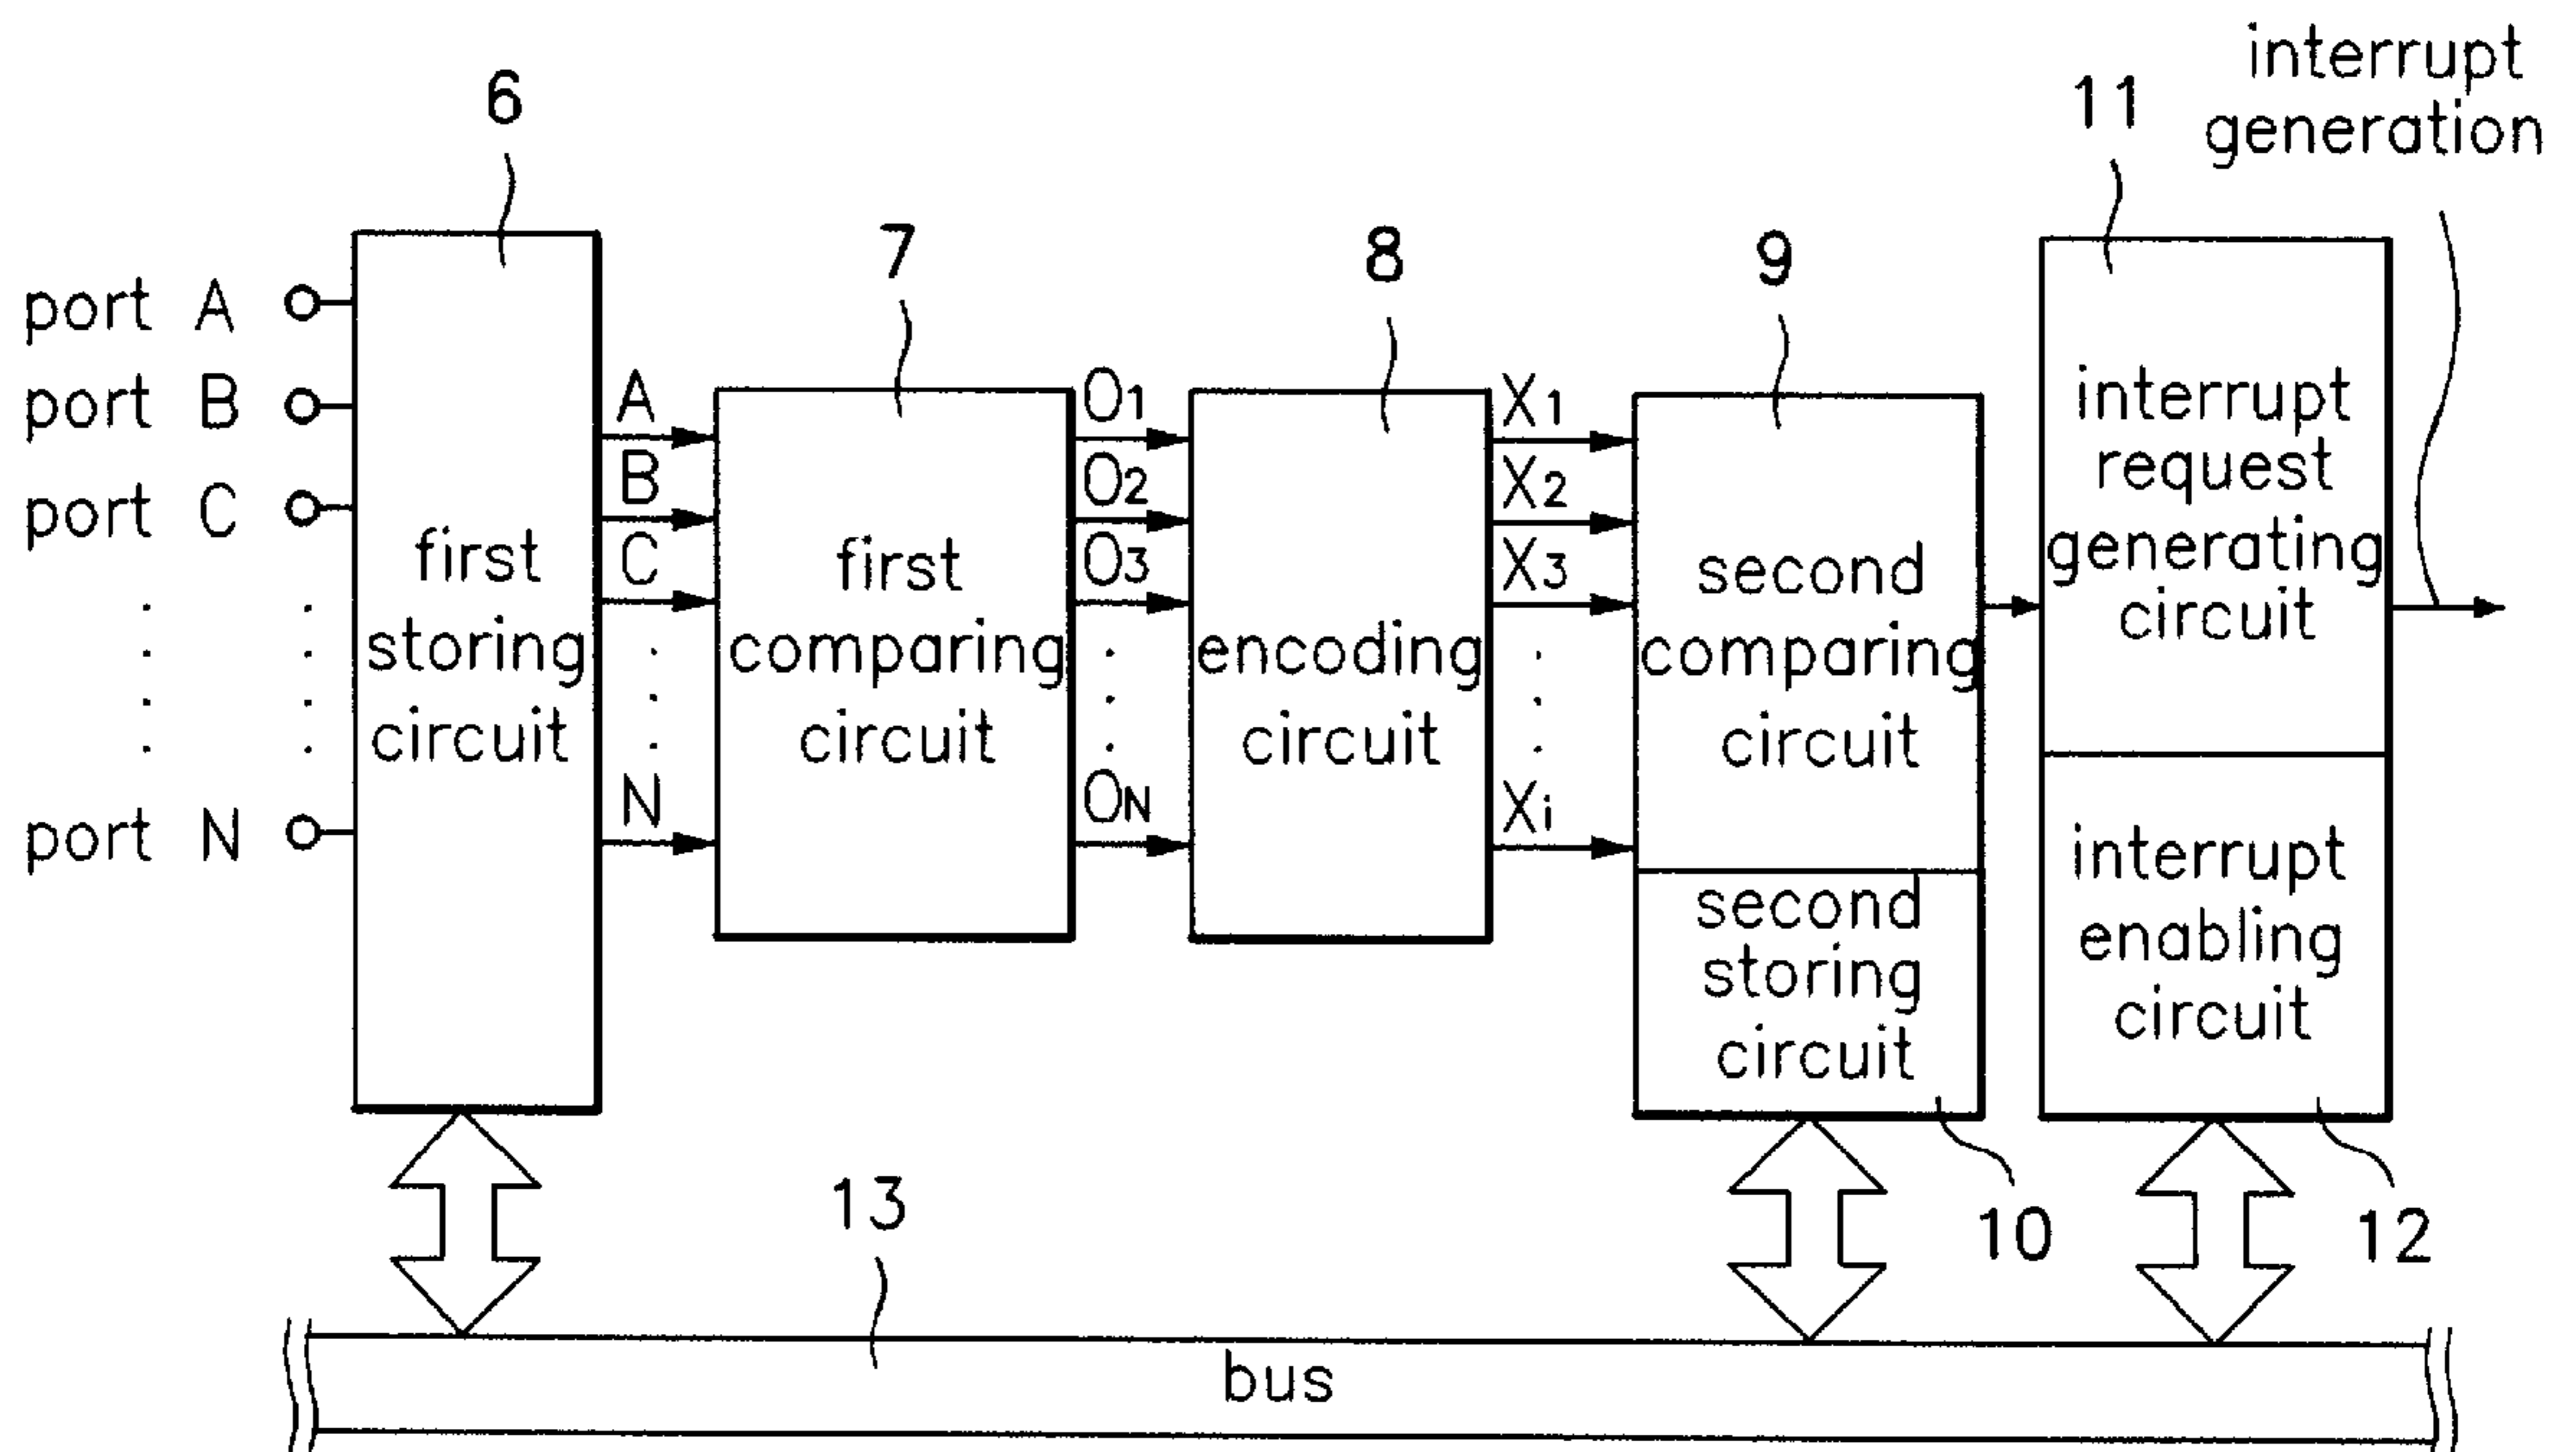 interrupt
generation
6
11
7
8
9
port A
port B
port C
port N
first
storing
circuit
A
B
C
N
first
comparing
circuit
O1
O2
O3
ON
encoding
circuit
X1
X2
X3
Xi
second
comparing
circuit
second
storing
circuit
interrupt
request
generating
circuit
interrupt
enabling
circuit
10
12
13
bus